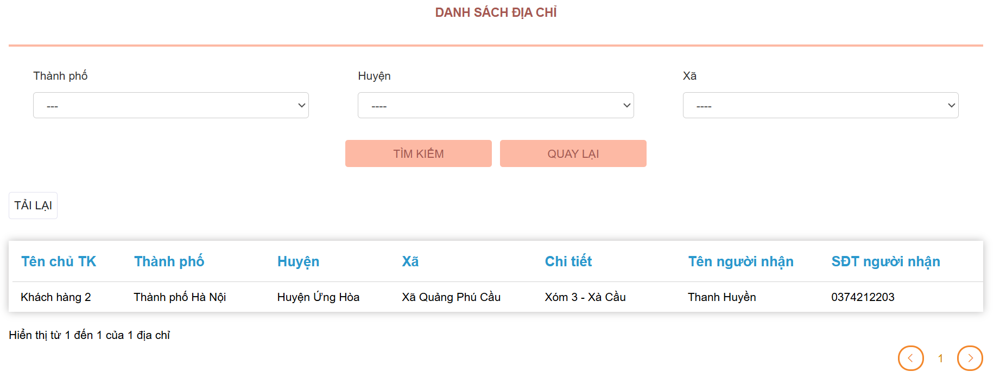 DANH SÁCH ĐỊA CHỈ
Thành phố Huyện Xã
--- ---- ----
TÌM KIẾM QUAY LẠI
TẢI LẠI
Tên chủ TK Thành phố Huyện Xã Chi tiết Tên người nhận SĐT người nhận
Khách hàng 2 Thành phố Hà Nội Huyện Ứng Hòa Xã Quảng Phú Cầu Xóm 3 - Xà Cầu Thanh Huyền 0374212203
Hiển thị từ 1 đến 1 của 1 địa chỉ
1